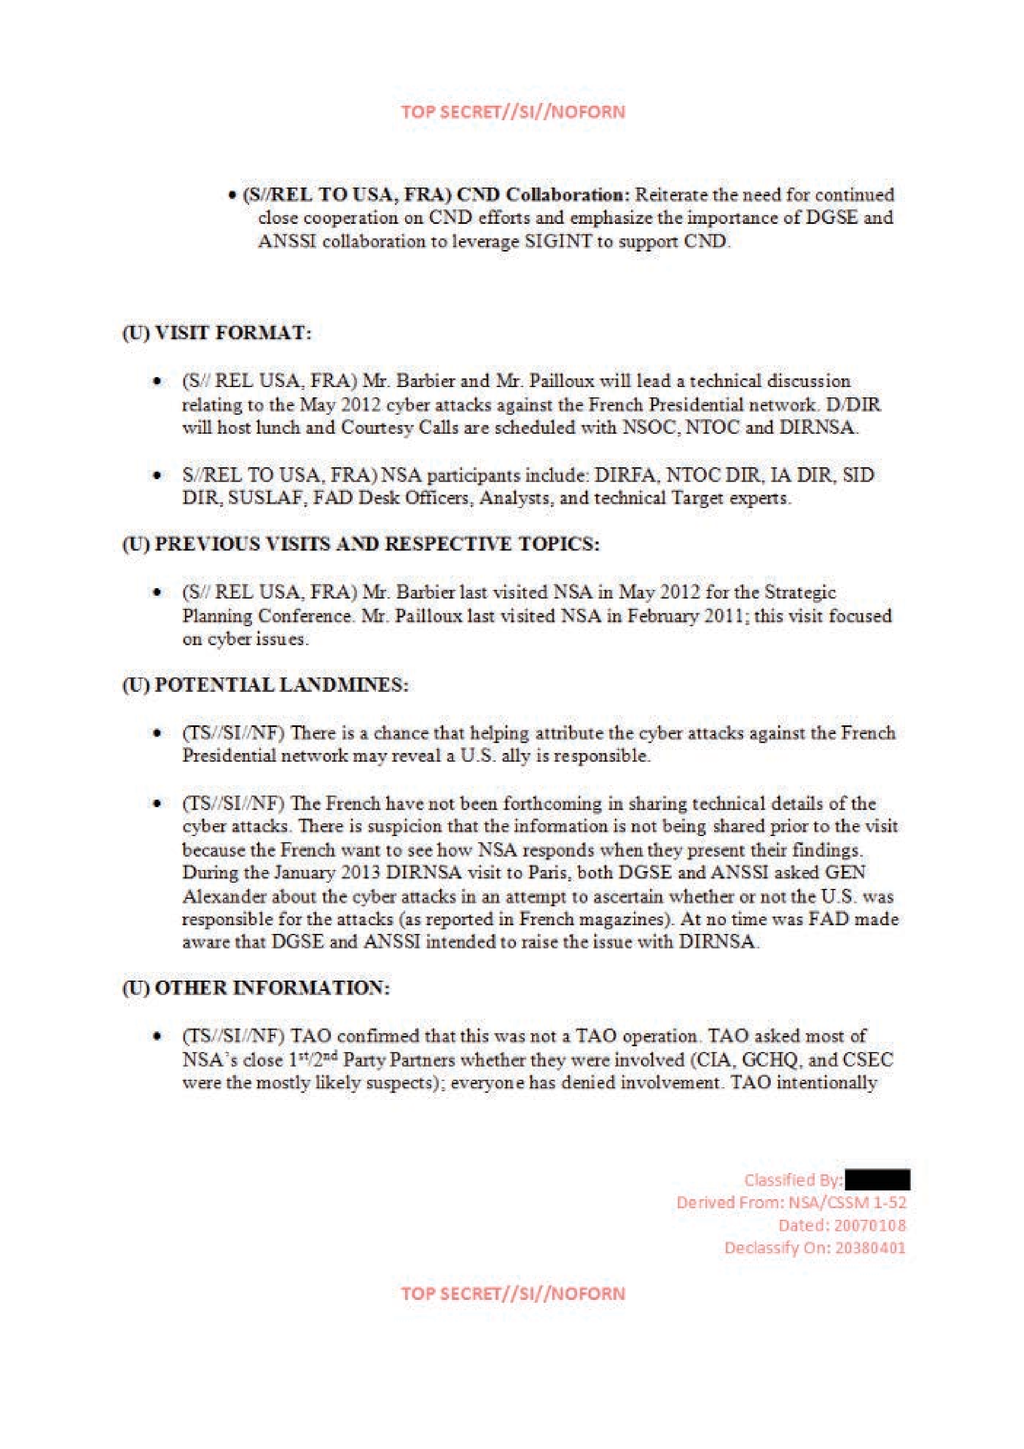 TOP SECRET//SI//NOFORN
• (S//REL TO USA, FRA) CND Collaboration: Reiterate the need for continued
close cooperation on CND efforts and emphasize the importance of DGSE and
ANSSI collaboration to leverage SIGINT to support CND.
(U) VISIT FORMAT:
• (S// REL USA, FRA) Mr. Barbier and Mr. Pailloux will lead a technical discussion
relating to the May 2012 cyber attacks against the French Presidential network. D/DIR
will host lunch and Courtesy Calls are scheduled with NSOC, NTOC and DIRNSA.
• S//REL TO USA, FRA) NSA participants include: DIRFA, NTOC DIR, IA DIR, SID
DIR, SUSLAF, FAD Desk Officers, Analysts, and technical Target experts.
(U) PREVIOUS VISITS AND RESPECTIVE TOPICS:
• (S// REL USA, FRA) Mr. Barbier last visited NSA in May 2012 for the Strategic
Planning Conference. Mr. Pailloux last visited NSA in February 2011; this visit focused
on cyber issues.
(U) POTENTIAL LANDMINES:
• (TS//SI//NF) There is a chance that helping attribute the cyber attacks against the French
Presidential network may reveal a U.S. ally is responsible.
• (TS//SI//NF) The French have not been forthcoming in sharing technical details of the
cyber attacks. There is suspicion that the information is not being shared prior to the visit
because the French want to see how NSA responds when they present their findings.
During the January 2013 DIRNSA visit to Paris, both DGSE and ANSSI asked GEN
Alexander about the cyber attacks in an attempt to ascertain whether or not the U.S. was
responsible for the attacks (as reported in French magazines). At no time was FAD made
aware that DGSE and ANSSI intended to raise the issue with DIRNSA.
(U) OTHER INFORMATION:
• (TS//SI//NF) TAO confirmed that this was not a TAO operation. TAO asked most of
NSA's close 1st/2nd Party Partners whether they were involved (CIA, GCHQ, and CSEC
were the mostly likely suspects); everyone has denied involvement. TAO intentionally
Classified By:
Derived From: NSA/CSSM 1-52
Dated: 20070108
Declassify On: 20380401
TOP SECRET//SI//NOFORN